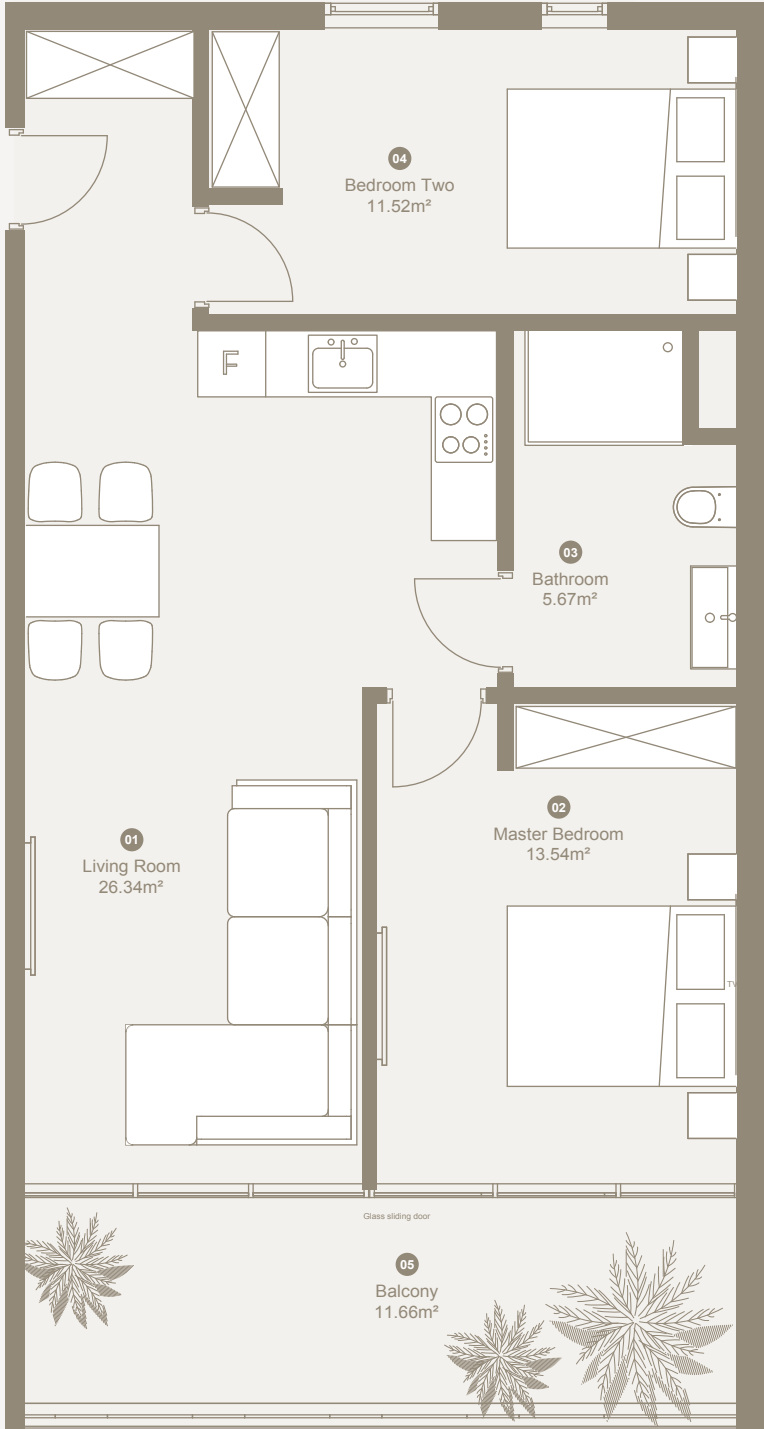 04
Bedroom Two
11.52m²
F
03
Bathroom
5.67m²
02
Master Bedroom
13.54m²
01
Living Room
26.34m²
TV
Glass sliding door
05
Balcony
11.66m²